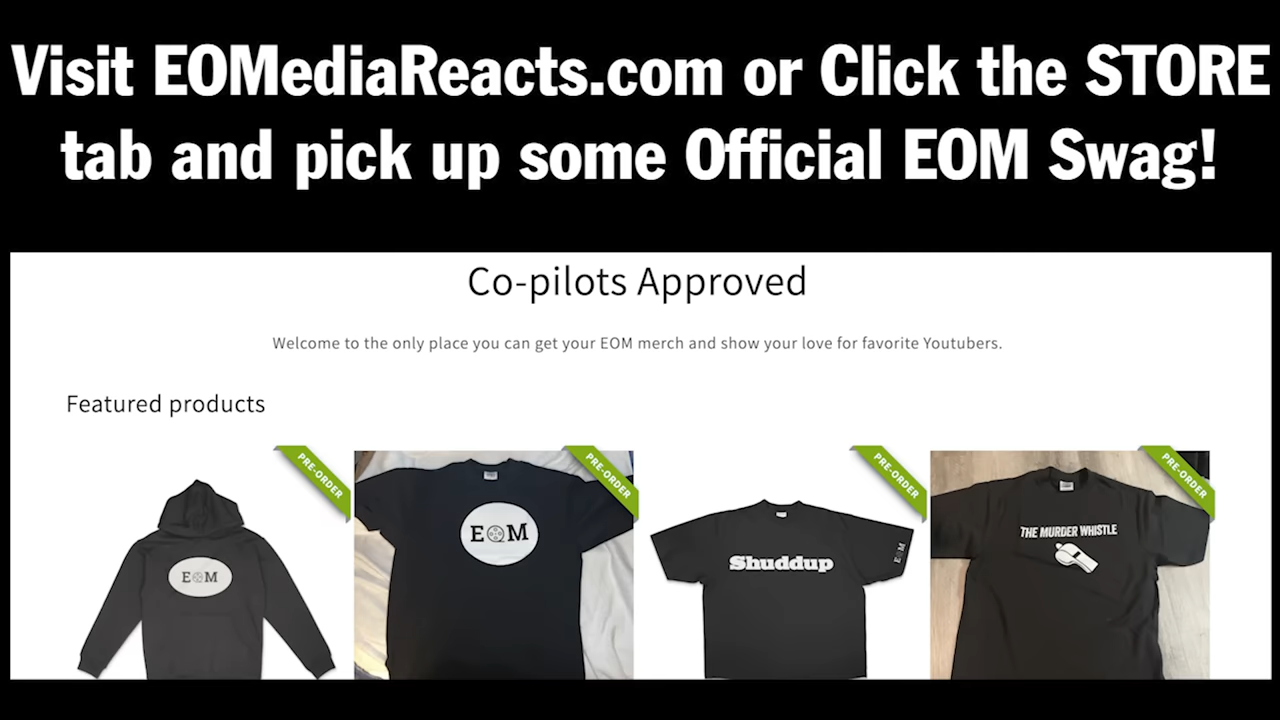 Visit EOMediaReacts.com or Click the STORE
tab and pick up some Official EOM Swag!
Co-pilots Approved
Welcome to the only place you can get your EOM merch and show your love for favorite Youtubers.
Featured products
PRE-ORDER
PRE-ORDER
PRE-ORDER
PRE-ORDER
EOM
EOM
Shuddup
EOM
THE MURDER WHISTLE